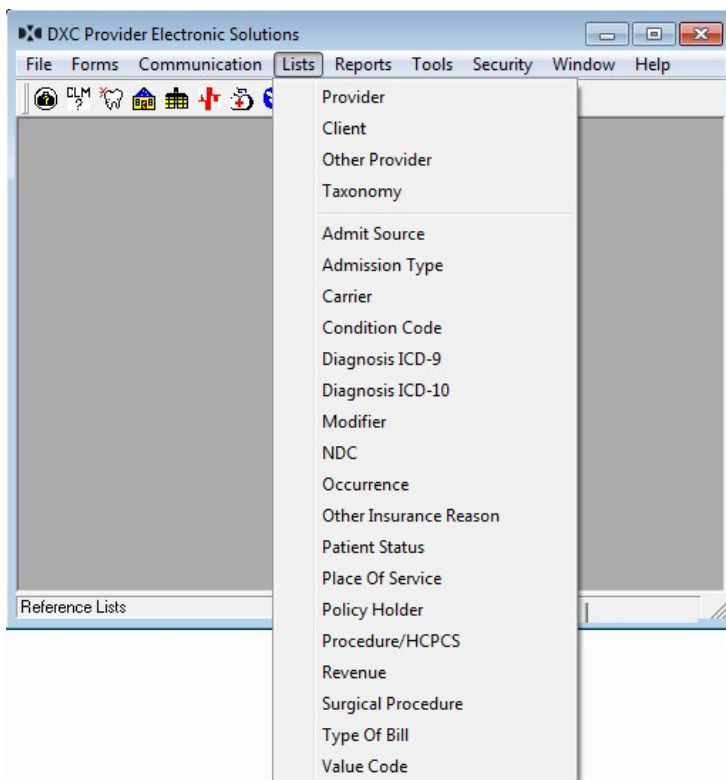 DXC Provider Electronic Solutions
File Forms Communication Lists Reports Tools Security Window Help
CLM
?
Provider
Client
Other Provider
Taxonomy
Admit Source
Admission Type
Carrier
Condition Code
Diagnosis ICD-9
Diagnosis ICD-10
Modifier
NDC
Occurrence
Other Insurance Reason
Patient Status
Place Of Service
Policy Holder
Procedure/HCPCS
Revenue
Surgical Procedure
Type Of Bill
Value Code
Reference Lists